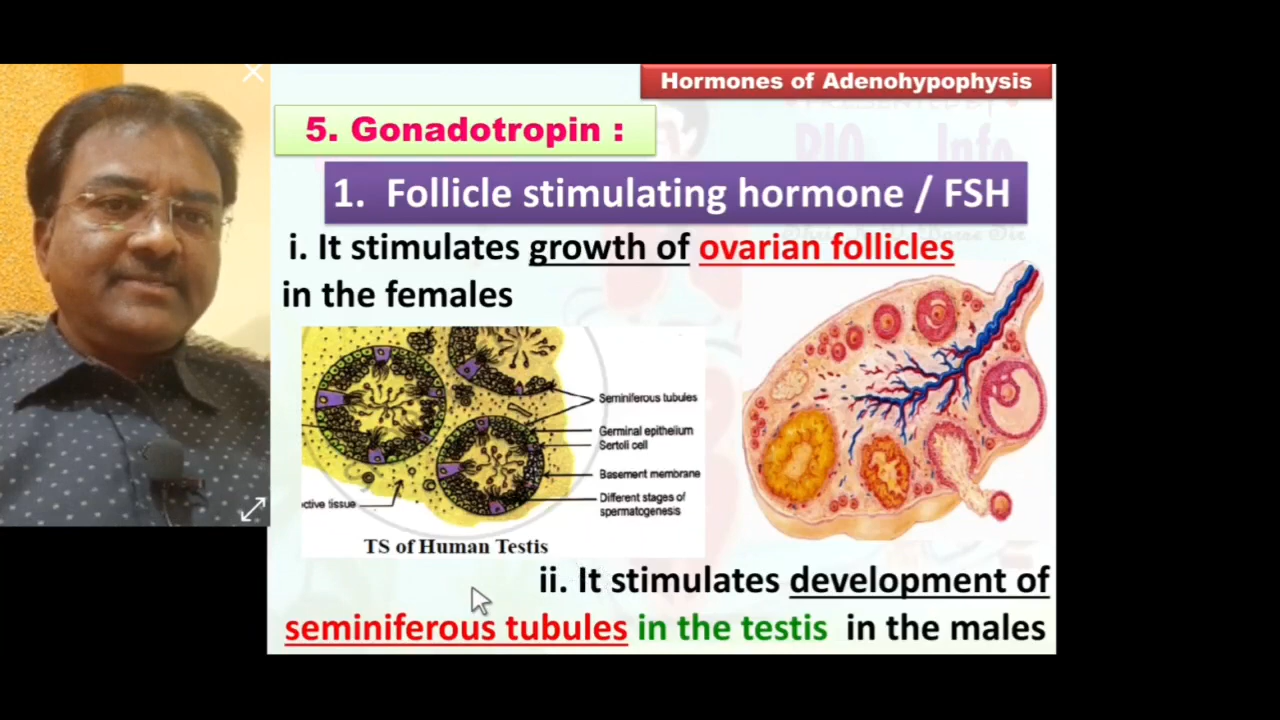 Hormones of Adenohypophysis
5. Gonadotropin :
1. Follicle stimulating hormone / FSH
i. It stimulates growth of ovarian follicles
in the females
Seminiferous tubules
Germinal epithelium
Sertoli cell
Basement membrane
ctive tissue
Different stages of
spermatogenesis
TS of Human Testis
ii. It stimulates development of
seminiferous tubules in the testis in the males